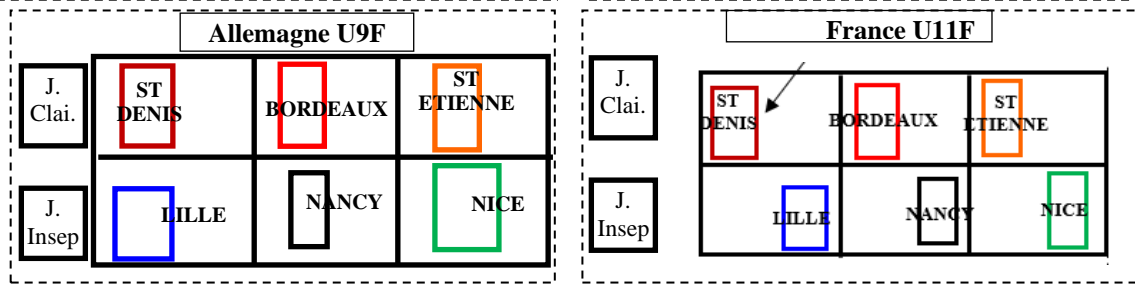 Allemagne U9F
J.
Clai.
ST
DENIS
BORDEAUX
ST
ETIENNE
J.
Insep
LILLE
NANCY
NICE
France U11F
J.
Clai.
ST
DENIS
BORDEAUX
ST
ETIENNE
J.
Insep
LILLE
NANCY
NICE